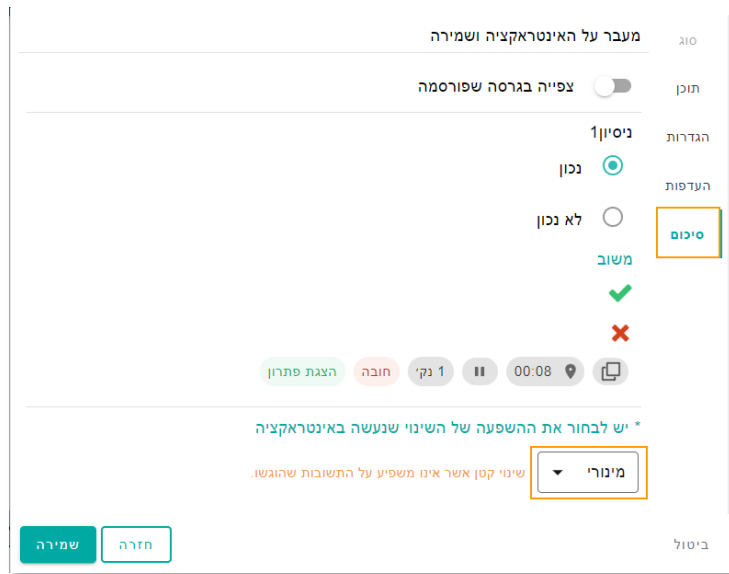 סוג
תוכן
הגדרות
העדפות
סיכום
מעבר על האינטראקציה ושמירה
צפייה בגרסה שפורסמה
ניסיון1
נכון
לא נכון
משוב
00:08 1 נק' חובה הצגת פתרון
* יש לבחור את ההשפעה של השינוי שנעשה באינטראקציה
מינורי שינוי קטן אשר אינו משפיע על התשובות שהוגשו.
ביטול חזרה שמירה